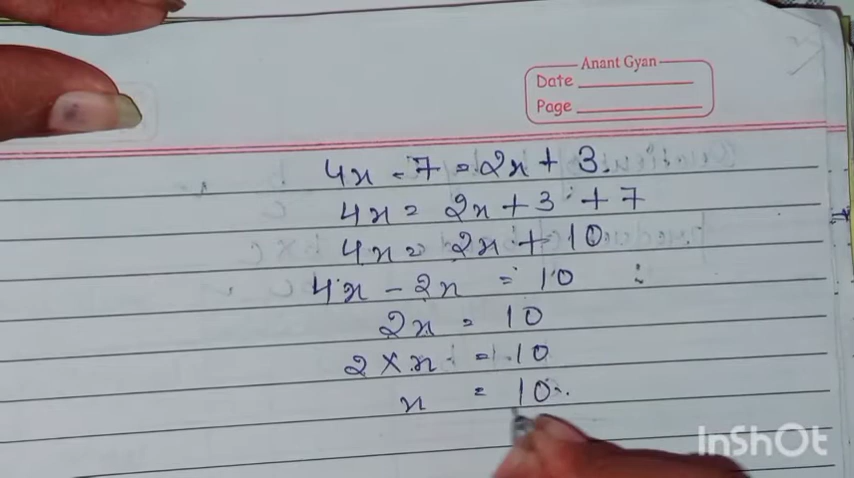 Anant Gyan
Date
Page
4x - 7 = 2x + 3
4x = 2x + 3 + 7
4x = 2x + 10
4x - 2x = 10
2x = 10
2 × x = 10
x = 10
InShOt